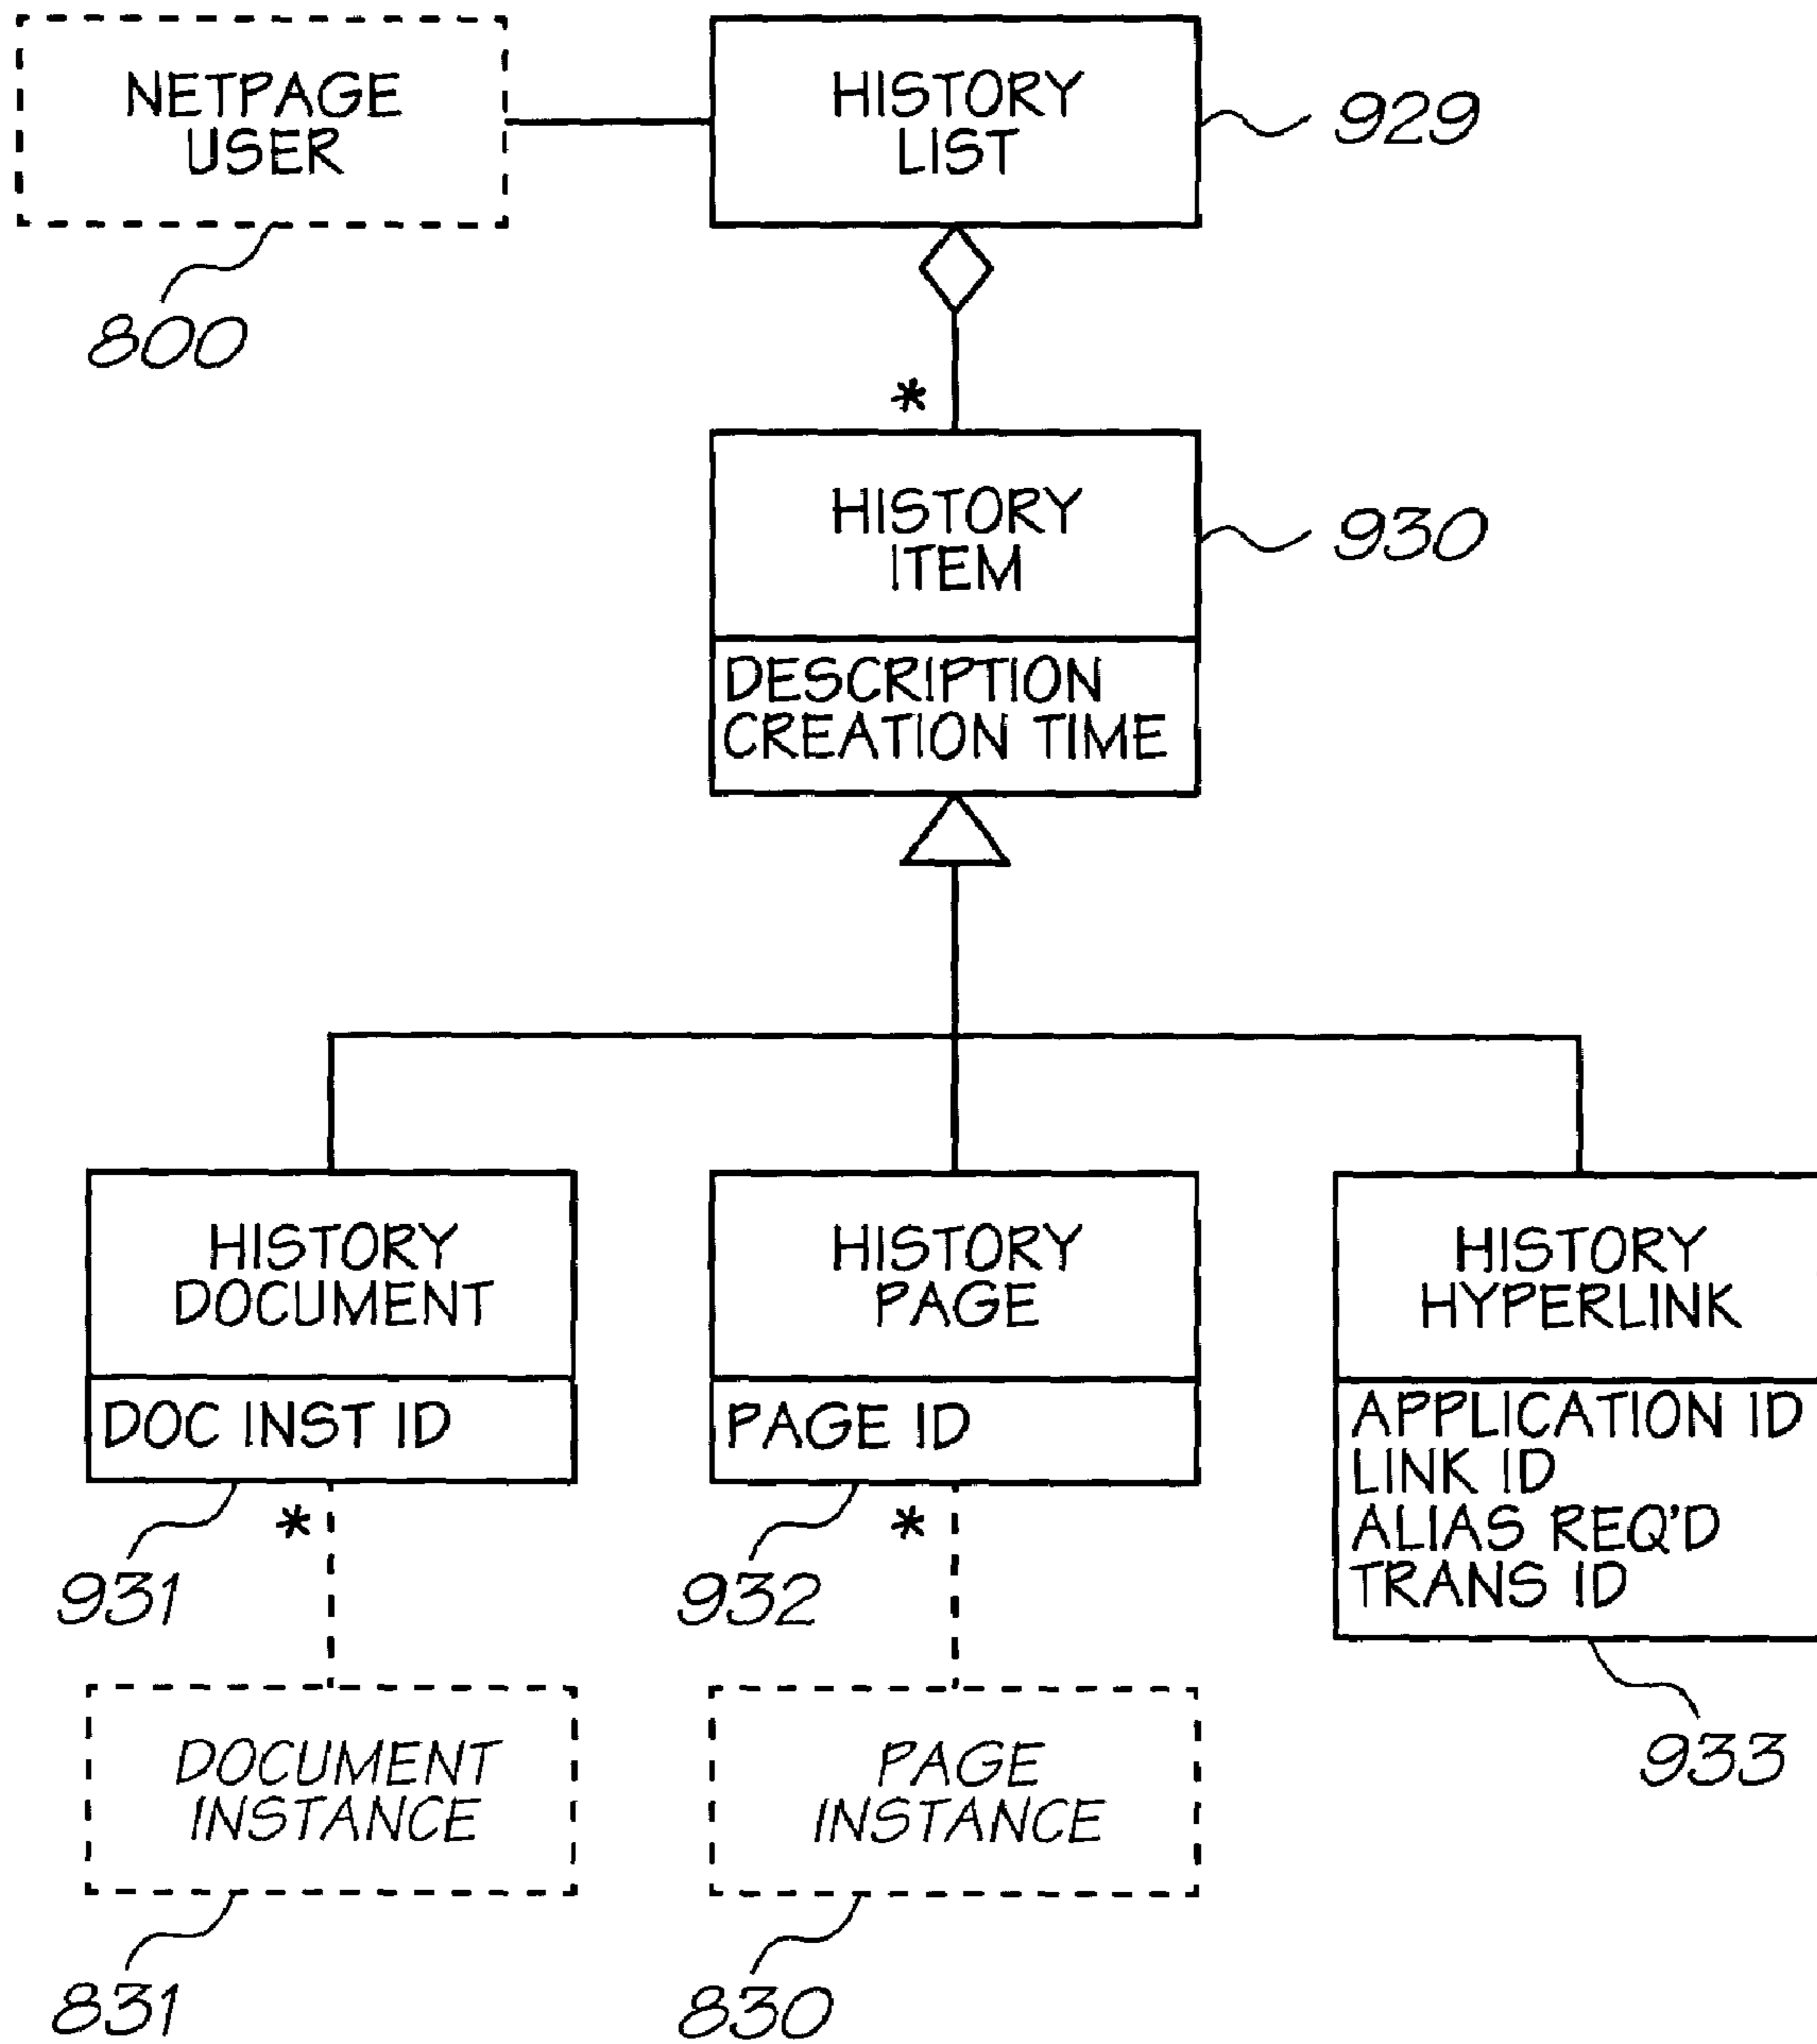 NETPAGE
USER
800
HISTORY
LIST
929
*
HISTORY
ITEM
930
DESCRIPTION
CREATION TIME
HISTORY
DOCUMENT
DOC INST ID
931
*
HISTORY
PAGE
PAGE ID
932
*
HISTORY
HYPERLINK
APPLICATION ID
LINK ID
ALIAS REQ'D
TRANS ID
933
DOCUMENT
INSTANCE
831
PAGE
INSTANCE
830